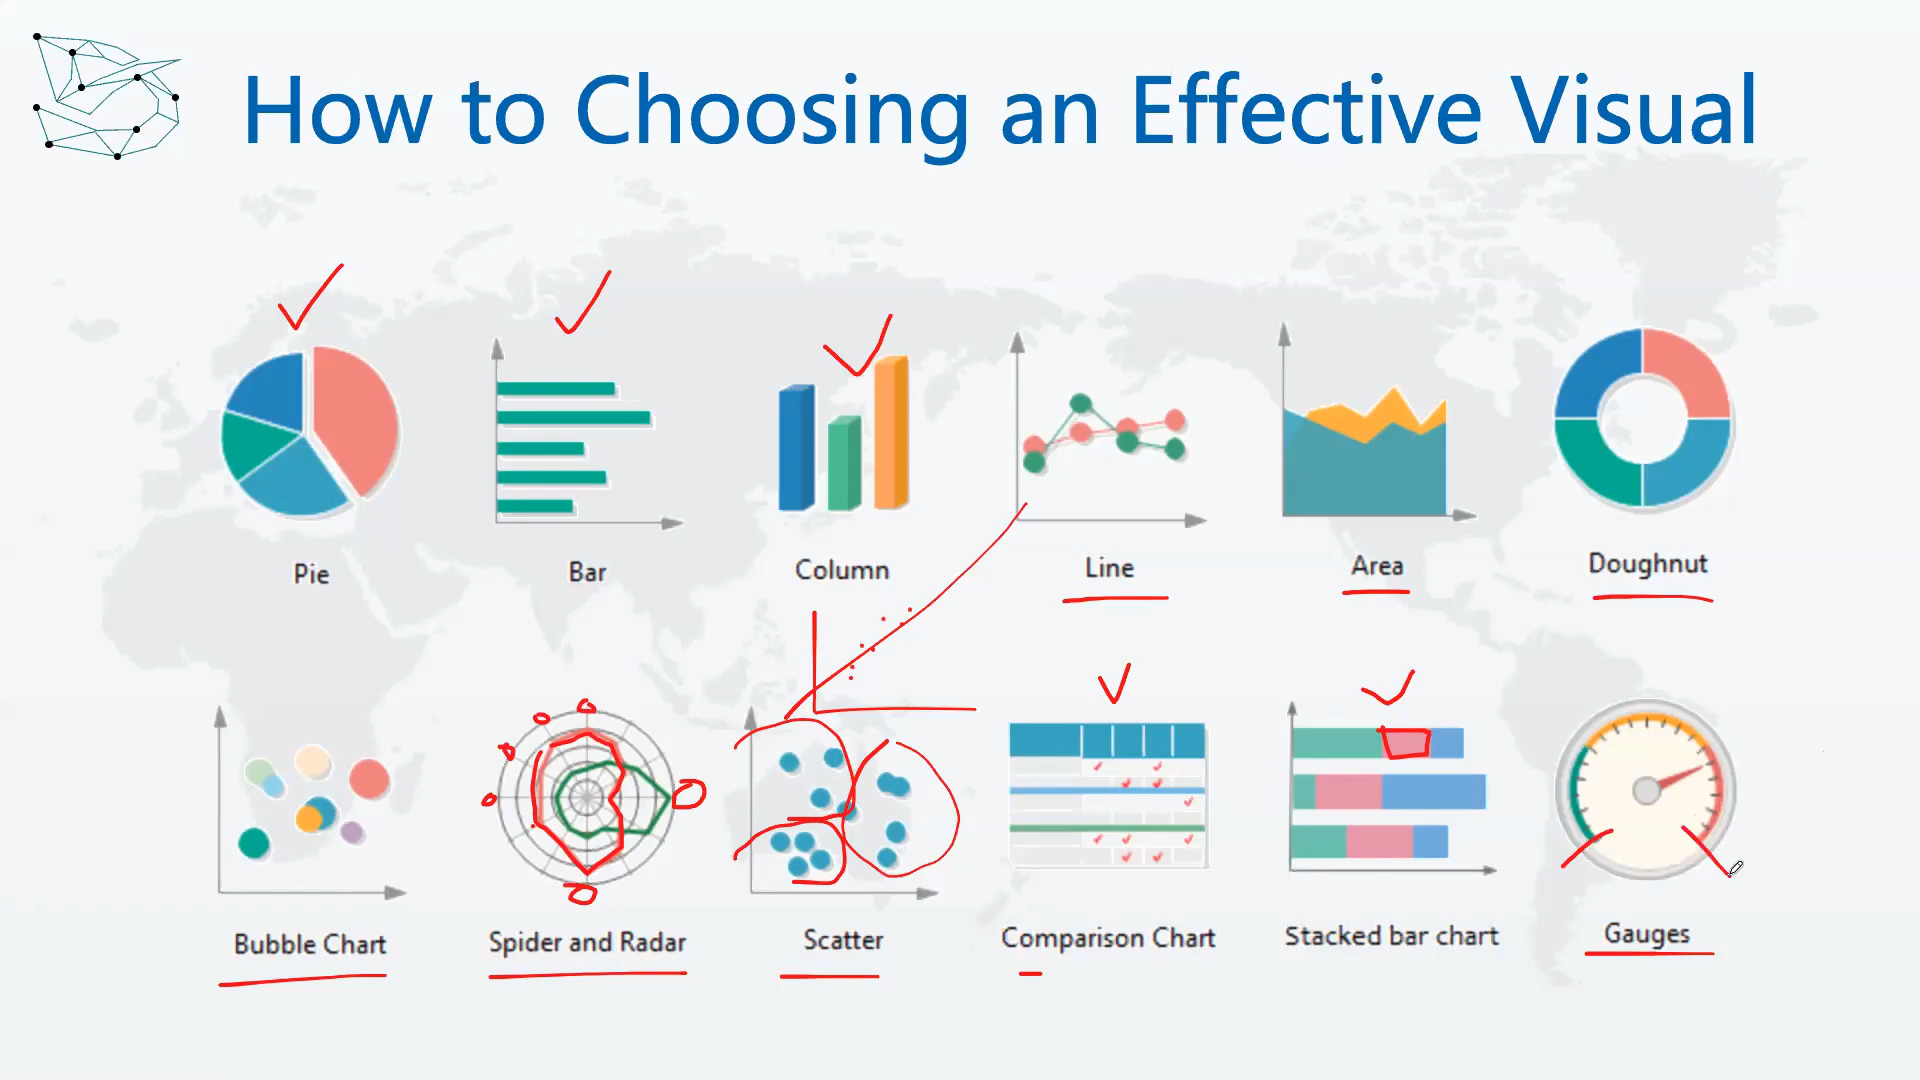 How to Choosing an Effective Visual
Pie
Bar
Column
Line
Area
Doughnut
Bubble Chart
Spider and Radar
Scatter
Comparison Chart
Stacked bar chart
Gauges